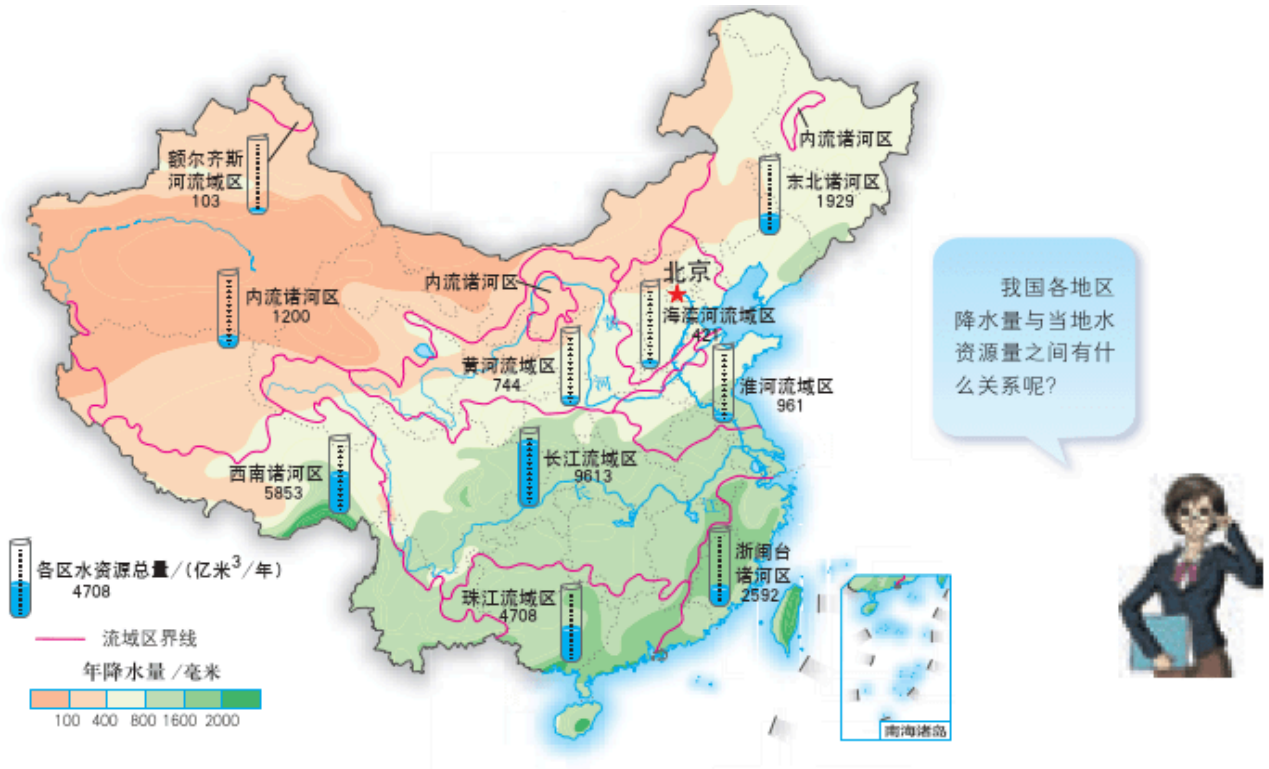 内流诸河区
额尔齐斯
河流域区
103
东北诸河区
1929
北京
内流诸河区
内流诸河区
1200
海滦河流域区
421
黄河流域区
744
黄
河
淮河流域区
961
西南诸河区
5853
长江流域区
9613
长
江
浙闽台
诸河区
2592
珠江流域区
4708
各区水资源总量/(亿米³/年)
4708
流域区界线
年降水量 /毫米
100 400 800 1600 2000
南海诸岛
我国各地区
降水量与当地水
资源量之间有什
么关系呢?